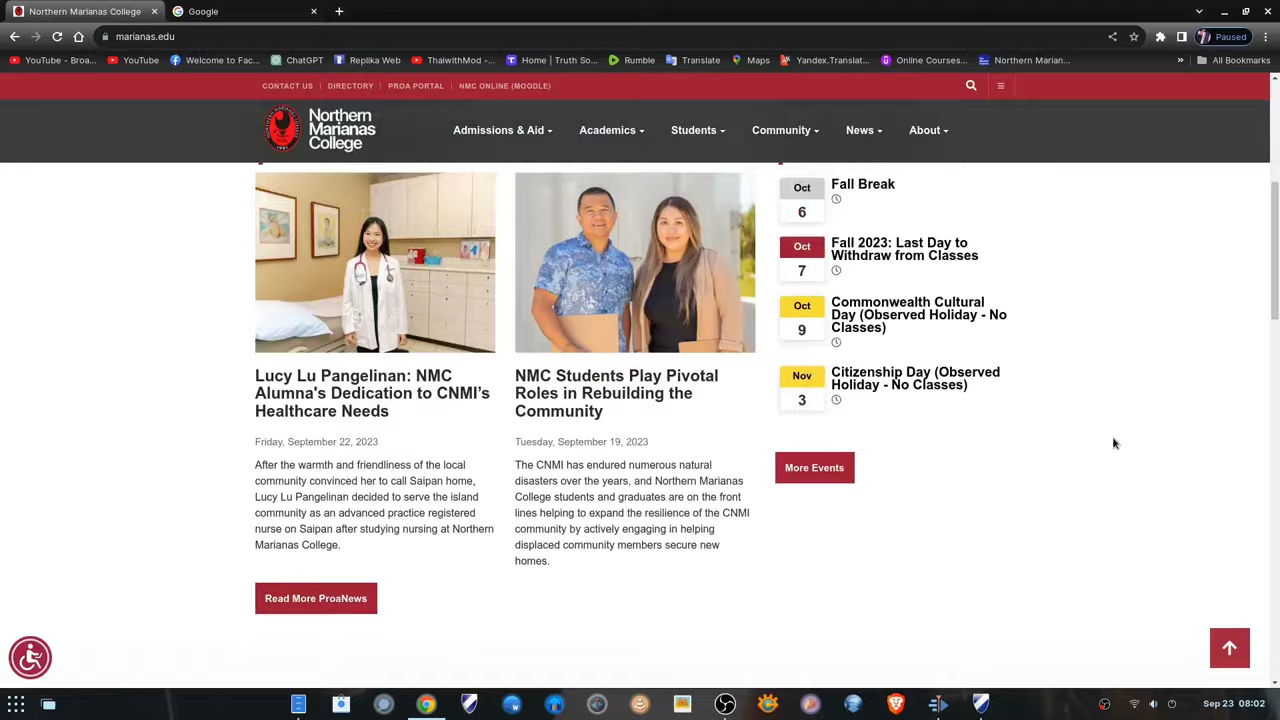 Northern Marianas College
Google
marianas.edu
Paused
YouTube - Broa...
YouTube
Welcome to Fac...
ChatGPT
Replika Web
ThaiwithMod -...
Home | Truth So...
Rumble
Translate
Maps
Yandex.Translat...
Online Courses...
Northern Marian...
»
All Bookmarks
CONTACT US
DIRECTORY
PROA PORTAL
NMC ONLINE (MOODLE)
Northern
Marianas
College
Admissions & Aid
Academics
Students
Community
News
About
Lucy Lu Pangelinan: NMC
Alumna's Dedication to CNMI’s
Healthcare Needs
Friday, September 22, 2023
After the warmth and friendliness of the local
community convinced her to call Saipan home,
Lucy Lu Pangelinan decided to serve the island
community as an advanced practice registered
nurse on Saipan after studying nursing at Northern
Marianas College.
Read More ProaNews
NMC Students Play Pivotal
Roles in Rebuilding the
Community
Tuesday, September 19, 2023
The CNMI has endured numerous natural
disasters over the years, and Northern Marianas
College students and graduates are on the front
lines helping to expand the resilience of the CNMI
community by actively engaging in helping
displaced community members secure new
homes.
Oct
6
Fall Break
Oct
7
Fall 2023: Last Day to
Withdraw from Classes
Oct
9
Commonwealth Cultural
Day (Observed Holiday - No
Classes)
Nov
3
Citizenship Day (Observed
Holiday - No Classes)
More Events
Sep 23 08:02